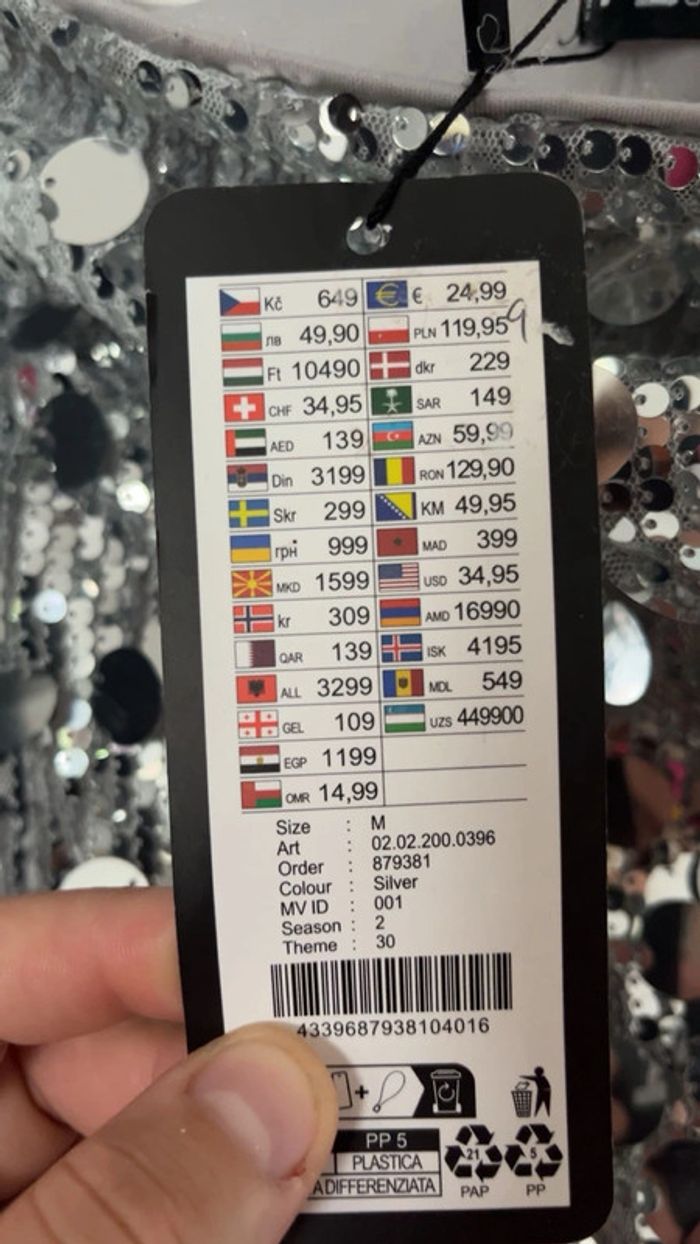 Kč 649 € 24,99
лв 49,90 PLN 119,95 9
Ft 10490 dkr 229
CHF 34,95 SAR 149
AED 139 AZN 59,99
Din 3199 RON 129,90
Skr 299 KM 49,95
грн 999 MAD 399
MKD 1599 USD 34,95
kr 309 AMD 16990
QAR 139 ISK 4195
ALL 3299 MDL 549
GEL 109 UZS 449900
EGP 1199
OMR 14,99
Size : M
Art : 02.02.200.0396
Order : 879381
Colour : Silver
MV ID : 001
Season : 2
Theme : 30
4339687938104016
+
PP 5
PLASTICA
A DIFFERENZIATA
21 5
PAP PP